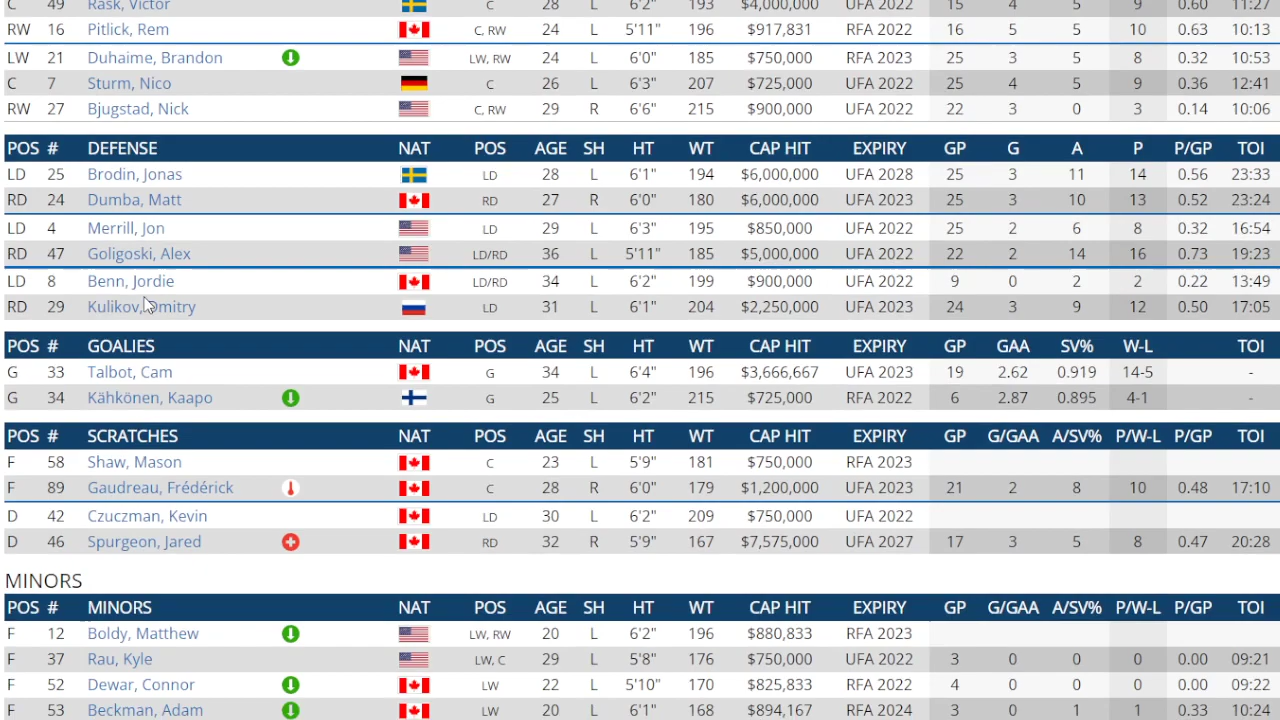 C 49 Rask, Victor C 28 L 6'2" 193 $4,000,000 UFA 2022 15 4 5 9 0.60 11:27
RW 16 Pitlick, Rem C, RW 24 L 5'11" 196 $917,831 RFA 2022 16 5 5 10 0.63 10:13
LW 21 Duhaime, Brandon LW, RW 24 L 6'0" 85 $750,000 RFA 2023 25 3 5 8 0.32 10:53
C 7 Sturm, Nico C 26 L 6'3" 207 $725,000 UFA 2022 25 4 5 9 0.36 12:41
RW 27 Bjugstad, Nick C, RW 29 R 6'6" 215 $900,000 UFA 2022 22 3 0 3 0.14 10:06
POS # DEFENSE NAT POS AGE SH HT WT CAP HIT EXPIRY GP G A P P/GP TOI
LD 25 Brodin, Jonas LD 28 L 6'1" 194 $6,000,000 UFA 2028 25 3 11 14 0.56 23:33
RD 24 Dumba, Matt RD 27 R 6'0" 180 $6,000,000 UFA 2023 25 3 10 13 0.52 23:24
LD 4 Merrill, Jon LD 29 L 6'3" 195 $850,000 UFA 2022 25 2 6 8 0.32 16:54
RD 47 Goligoski, Alex LD/RD 36 L 5'11" 85 $5,000,000 UFA 2022 22 2 14 16 0.73 19:23
LD 8 Benn, Jordie LD/RD 34 L 6'2" 199 $900,000 UFA 2022 9 0 2 2 0.22 13:49
RD 29 Kulikov, Dmitry LD 31 L 6'1" 204 $2,250,000 UFA 2023 24 3 9 12 0.50 17:05
POS # GOALIES NAT POS AGE SH HT WT CAP HIT EXPIRY GP GAA SV% W-L TOI
G 33 Talbot, Cam G 34 L 6'4" 196 $3,666,667 UFA 2023 19 2.62 0.919 14-5 -
G 34 Kähkönen, Kaapo G 25 L 6'2" 215 $725,000 RFA 2022 6 2.87 0.895 4-1 -
POS # SCRATCHES NAT POS AGE SH HT WT CAP HIT EXPIRY GP G/GAA A/SV% P/W-L P/GP TOI
F 58 Shaw, Mason C 23 L 5'9" 181 $750,000 RFA 2023
F 89 Gaudreau, Frédérick C 28 R 6'0" 179 $1,200,000 UFA 2023 21 2 8 10 0.48 17:10
D 42 Czuczman, Kevin LD 30 L 6'2" 209 $750,000 UFA 2022
D 46 Spurgeon, Jared RD 32 R 5'9" 167 $7,575,000 UFA 2027 17 3 5 8 0.47 20:28
MINORS
POS # MINORS NAT POS AGE SH HT WT CAP HIT EXPIRY GP G/GAA A/SV% P/W-L P/GP TOI
F 12 Boldy, Matthew LW, RW 20 L 6'2" 196 $880,833 RFA 2023
F 37 Rau, Kyle LW, C 29 L 5'8" 76 $750,000 UFA 2022 3 0 0 0 0.00 09:21
F 52 Dewar, Connor LW 22 L 5'10" 170 $825,833 RFA 2022 4 0 0 0 0.00 09:22
F 53 Beckman, Adam LW 20 L 6'1" 168 $894,167 RFA 2024 3 0 1 1 0.33 10:24